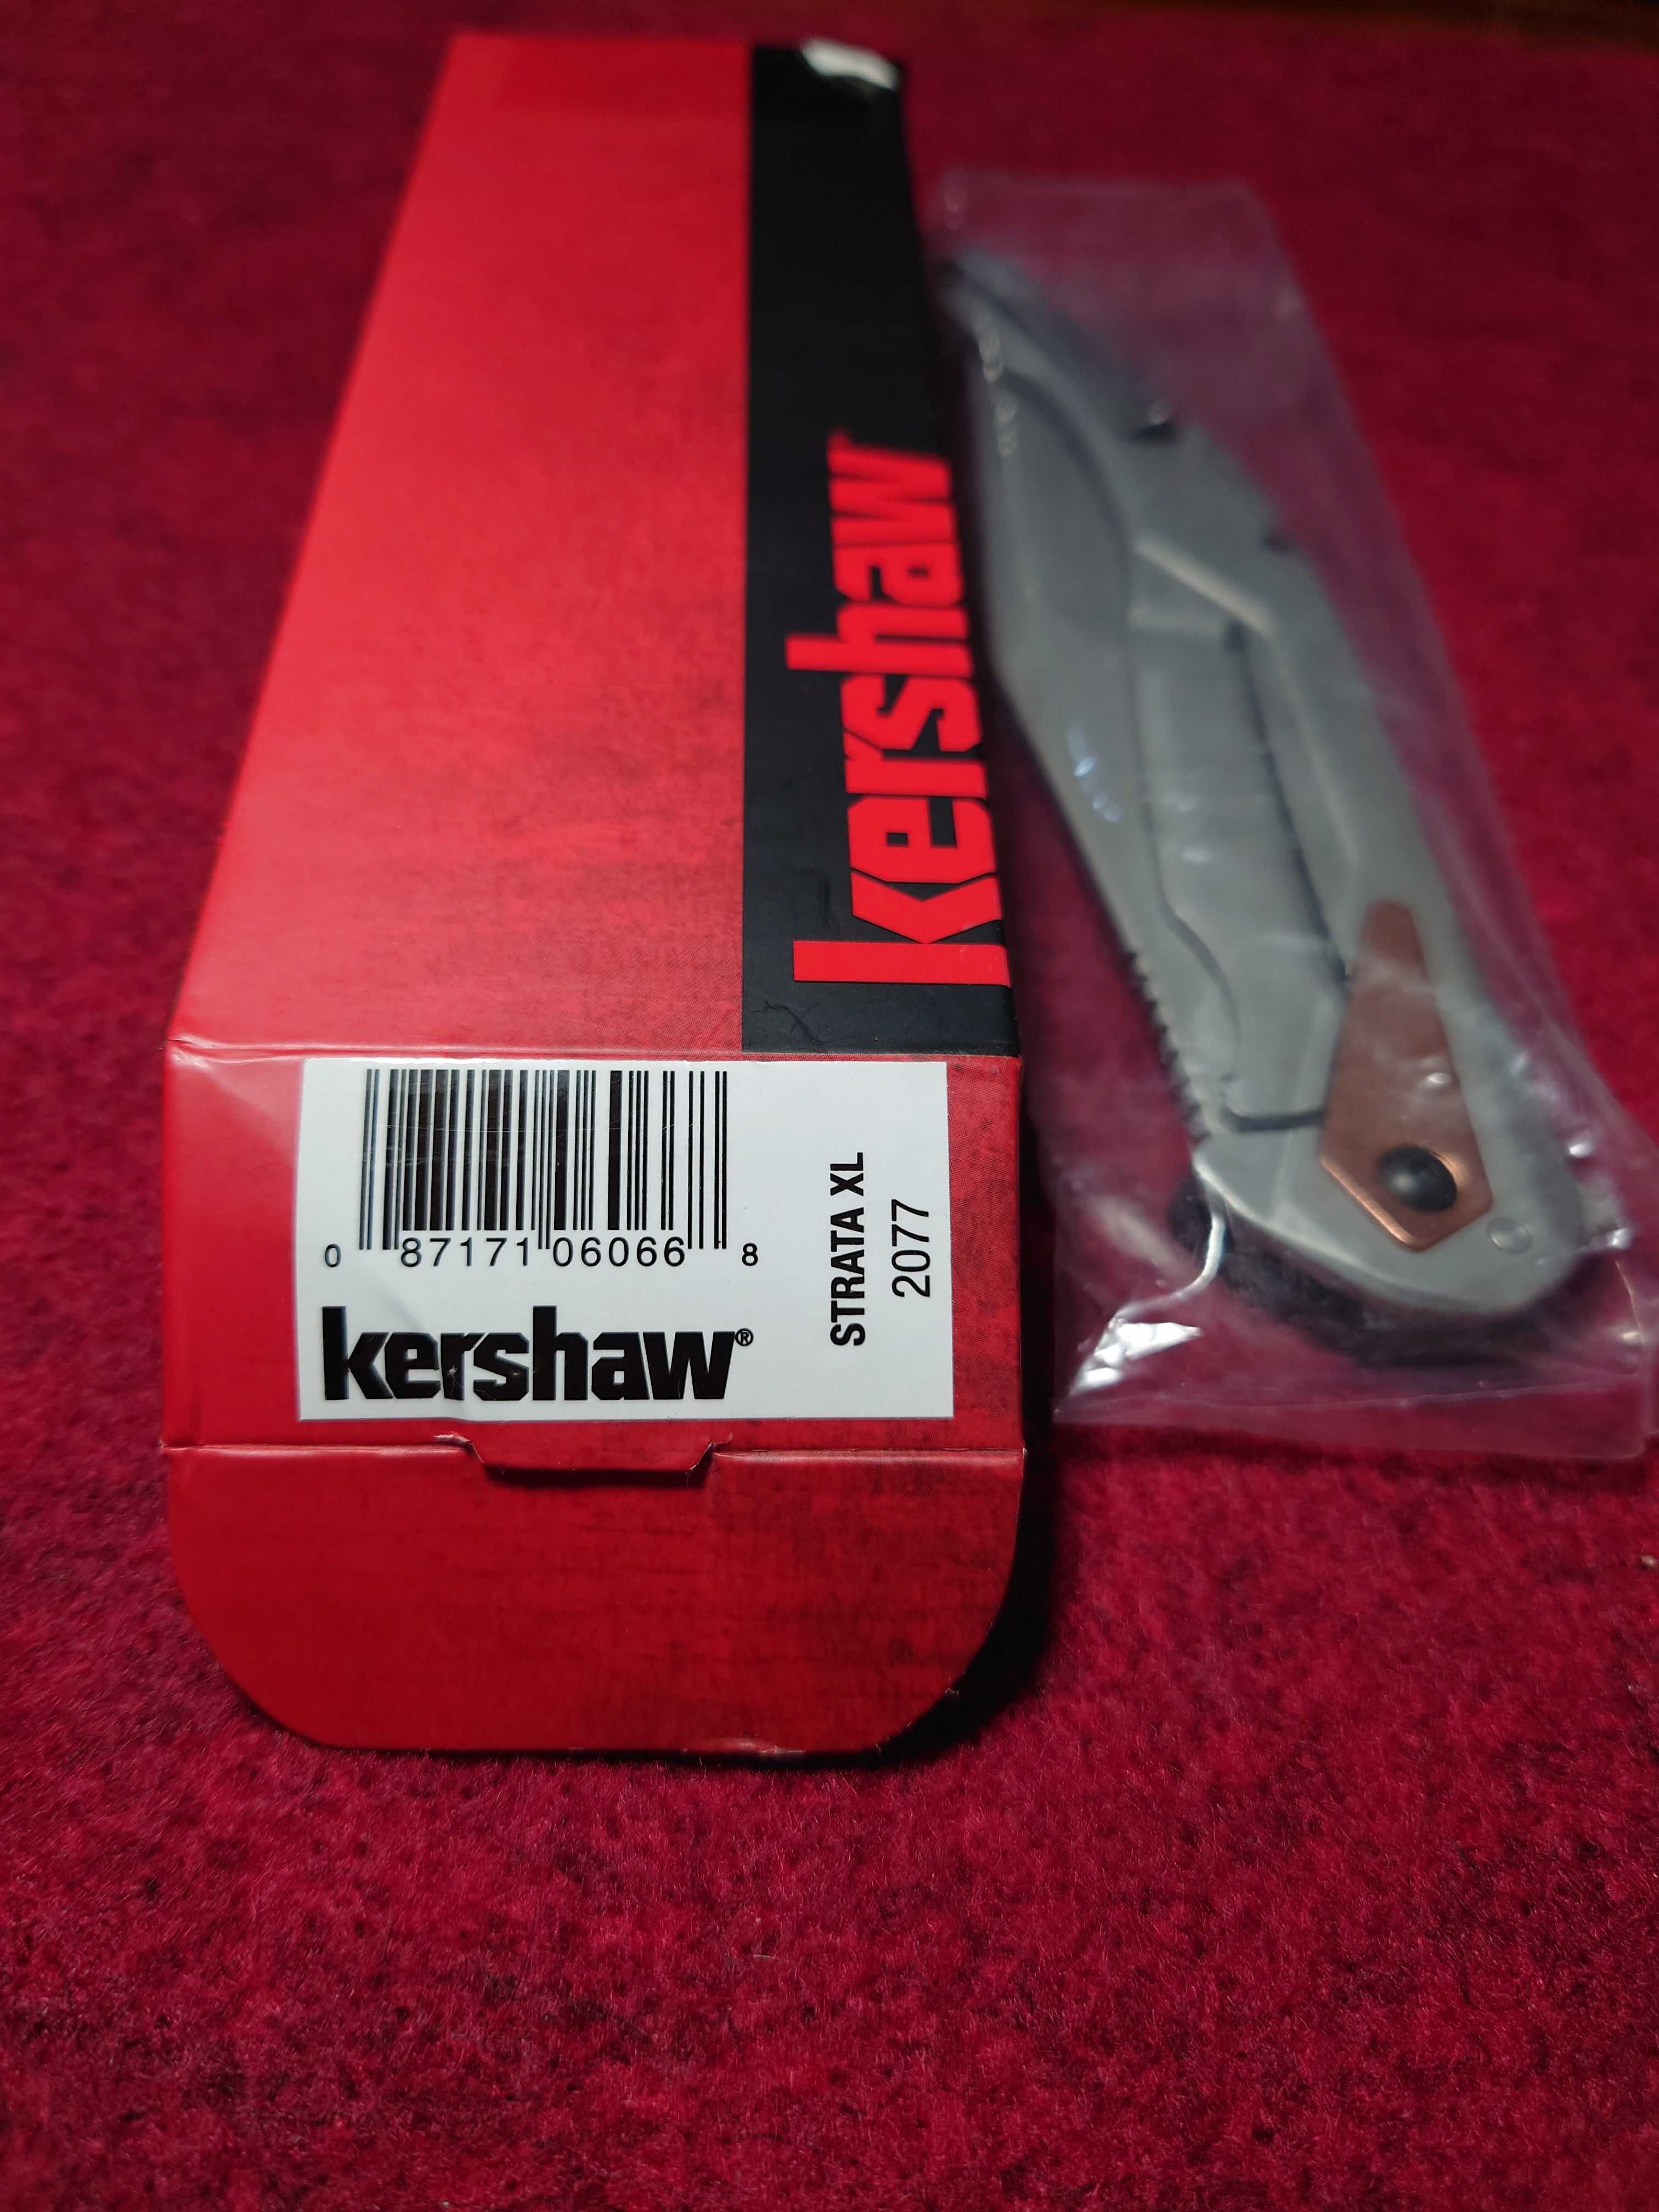 kershaw
0 87171 06066 8
kershaw®
STRATA XL
2077